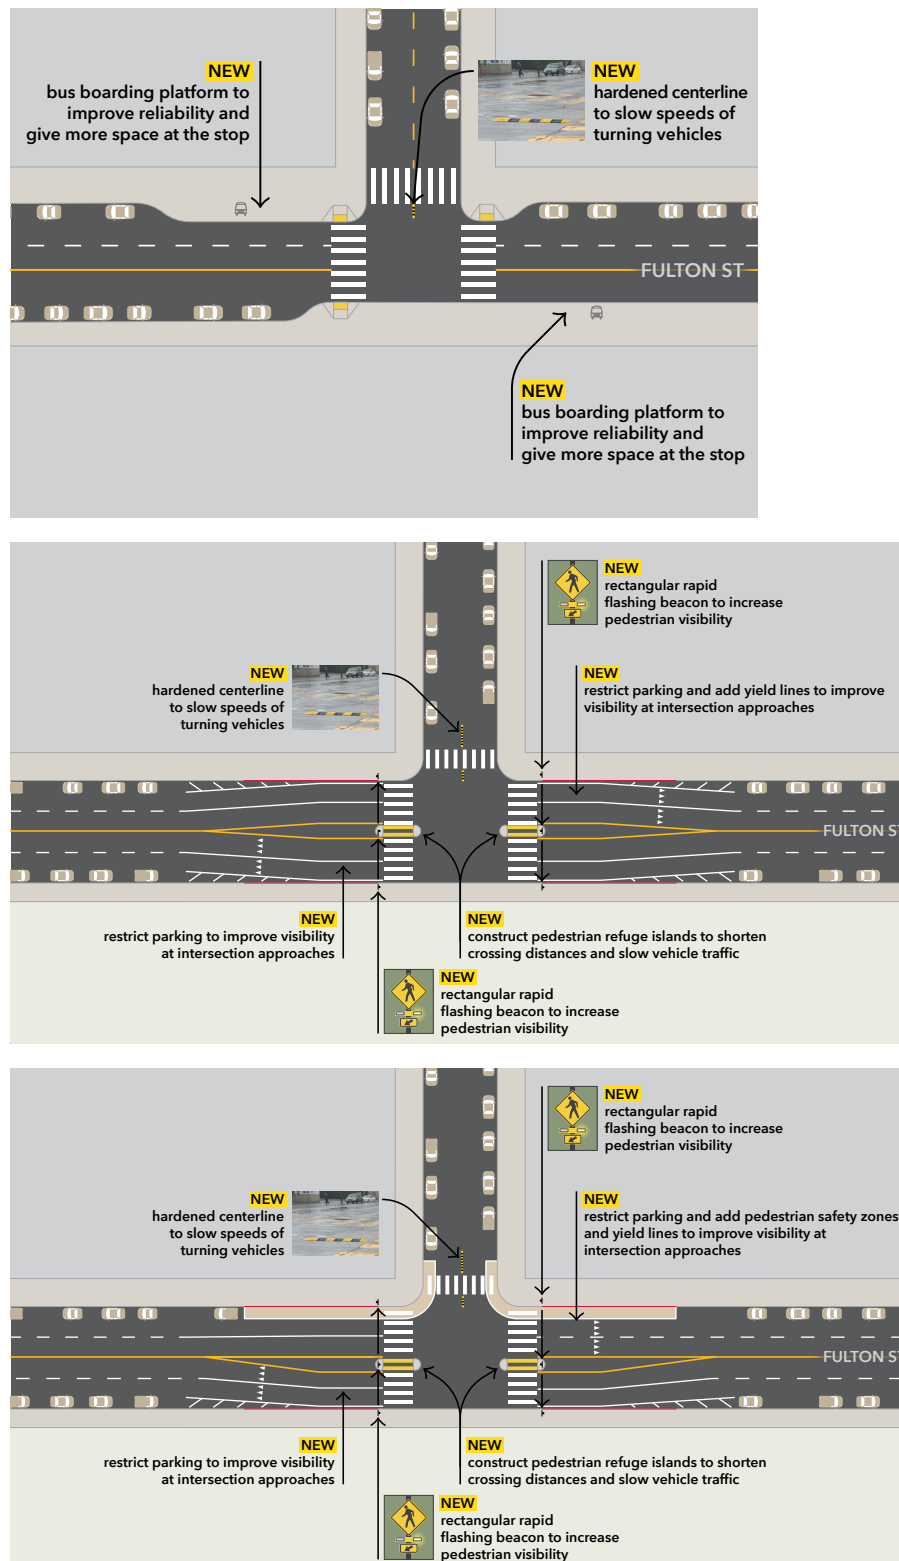 NEW
bus boarding platform to
improve reliability and
give more space at the stop
NEW
hardened centerline
to slow speeds of
turning vehicles
FULTON ST
NEW
bus boarding platform to
improve reliability and
give more space at the stop
NEW
rectangular rapid
flashing beacon to increase
pedestrian visibility
NEW
hardened centerline
to slow speeds of
turning vehicles
NEW
restrict parking and add yield lines to improve
visibility at intersection approaches
FULTON ST
NEW
restrict parking to improve visibility
at intersection approaches
NEW
construct pedestrian refuge islands to shorten
crossing distances and slow vehicle traffic
NEW
rectangular rapid
flashing beacon to increase
pedestrian visibility
NEW
rectangular rapid
flashing beacon to increase
pedestrian visibility
NEW
hardened centerline
to slow speeds of
turning vehicles
NEW
restrict parking and add pedestrian safety zones
and yield lines to improve visibility at
intersection approaches
FULTON ST
NEW
restrict parking to improve visibility
at intersection approaches
NEW
construct pedestrian refuge islands to shorten
crossing distances and slow vehicle traffic
NEW
rectangular rapid
flashing beacon to increase
pedestrian visibility